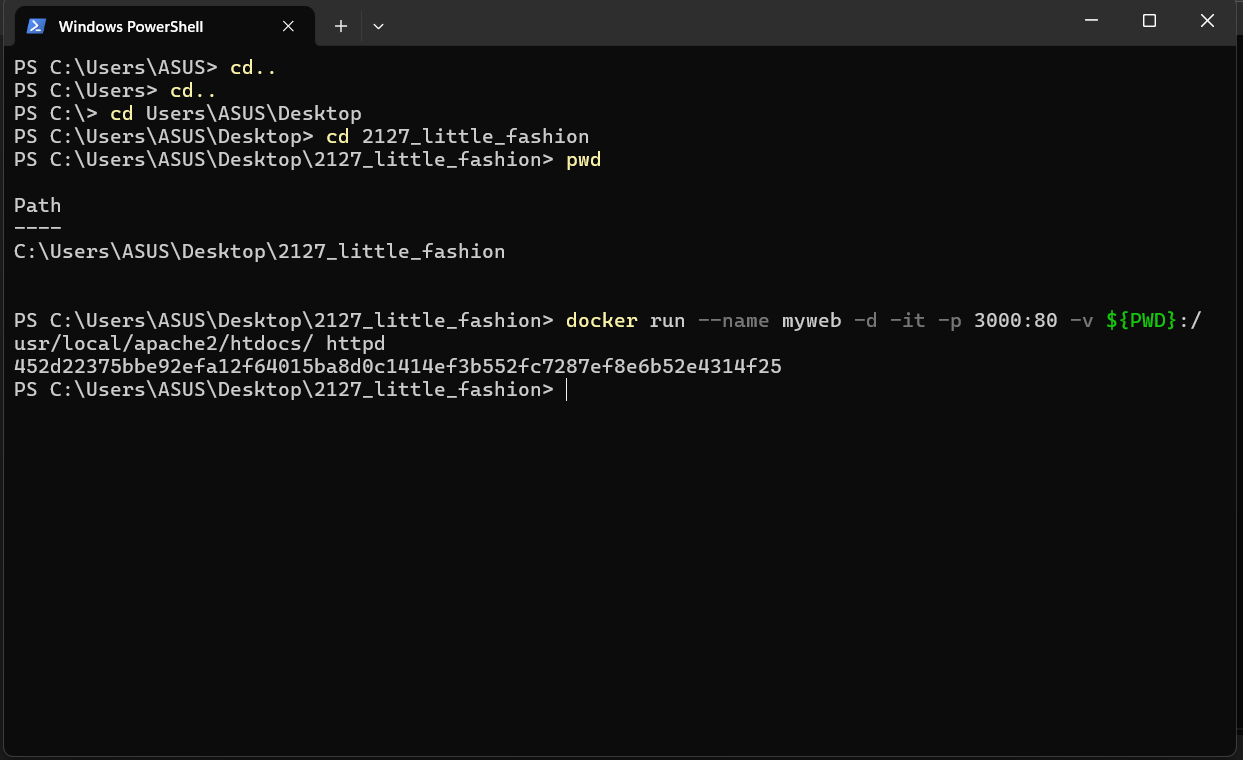 Windows PowerShell
PS C:\Users\ASUS> cd..
PS C:\Users> cd..
PS C:\> cd Users\ASUS\Desktop
PS C:\Users\ASUS\Desktop> cd 2127_little_fashion
PS C:\Users\ASUS\Desktop\2127_little_fashion> pwd
Path
----
C:\Users\ASUS\Desktop\2127_little_fashion
PS C:\Users\ASUS\Desktop\2127_little_fashion> docker run --name myweb -d -it -p 3000:80 -v ${PWD}:/
usr/local/apache2/htdocs/ httpd
452d22375bbe92efa12f64015ba8d0c1414ef3b552fc7287ef8e6b52e4314f25
PS C:\Users\ASUS\Desktop\2127_little_fashion>